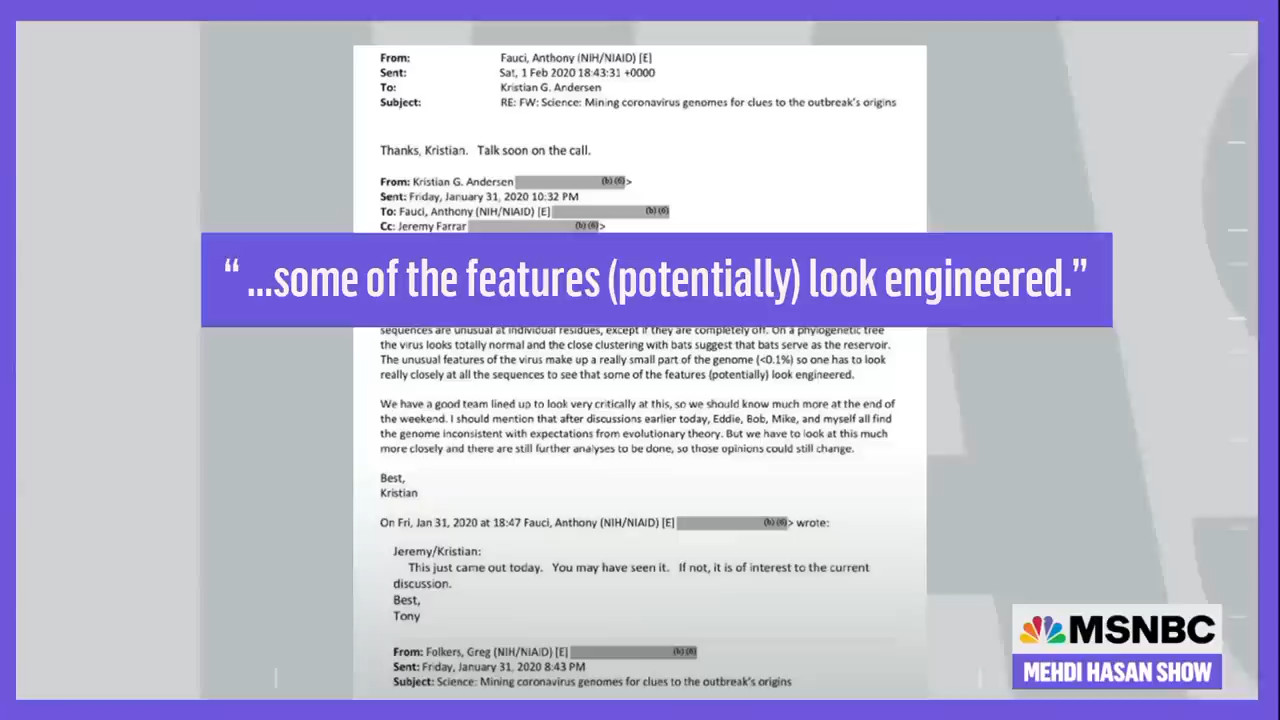 From: Fauci, Anthony (NIH/NIAID) [E]
Sent: Sat, 1 Feb 2020 18:43:31 +0000
To: Kristian G. Andersen
Subject: RE: FW: Science: Mining coronavirus genomes for clues to the outbreak's origins
Thanks, Kristian. Talk soon on the call.
From: Kristian G. Andersen (b) (6)>
Sent: Friday, January 31, 2020 10:32 PM
To: Fauci, Anthony (NIH/NIAID) [E] (b) (6)
Cc: Jeremy Farrar (b) (6)>
“ ...some of the features (potentially) look engineered.”
sequences are unusual at individual residues, except if they are completely off. On a phylogenetic tree
the virus looks totally normal and the close clustering with bats suggest that bats serve as the reservoir.
The unusual features of the virus make up a really small part of the genome (<0.1%) so one has to look
really closely at all the sequences to see that some of the features (potentially) look engineered.
We have a good team lined up to look very critically at this, so we should know much more at the end of
the weekend. I should mention that after discussions earlier today, Eddie, Bob, Mike, and myself all find
the genome inconsistent with expectations from evolutionary theory. But we have to look at this much
more closely and there are still further analyses to be done, so those opinions could still change.
Best,
Kristian
On Fri, Jan 31, 2020 at 18:47 Fauci, Anthony (NIH/NIAID) [E] (b) (6)> wrote:
Jeremy/Kristian:
This just came out today. You may have seen it. If not, it is of interest to the current
discussion.
Best,
Tony
From: Folkers, Greg (NIH/NIAID) [E] (b) (6)
Sent: Friday, January 31, 2020 8:43 PM
Subject: Science: Mining coronavirus genomes for clues to the outbreak's origins
MSNBC
MEHDI HASAN SHOW